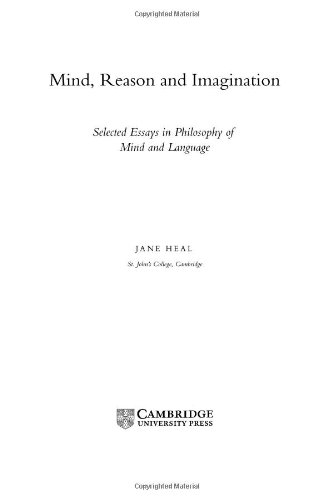 Copyrighted Material
Mind, Reason and Imagination
Selected Essays in Philosophy of
Mind and Language
JANE HEAL
St. John's College, Cambridge
CAMBRIDGE
UNIVERSITY PRESS
Copyrighted Material